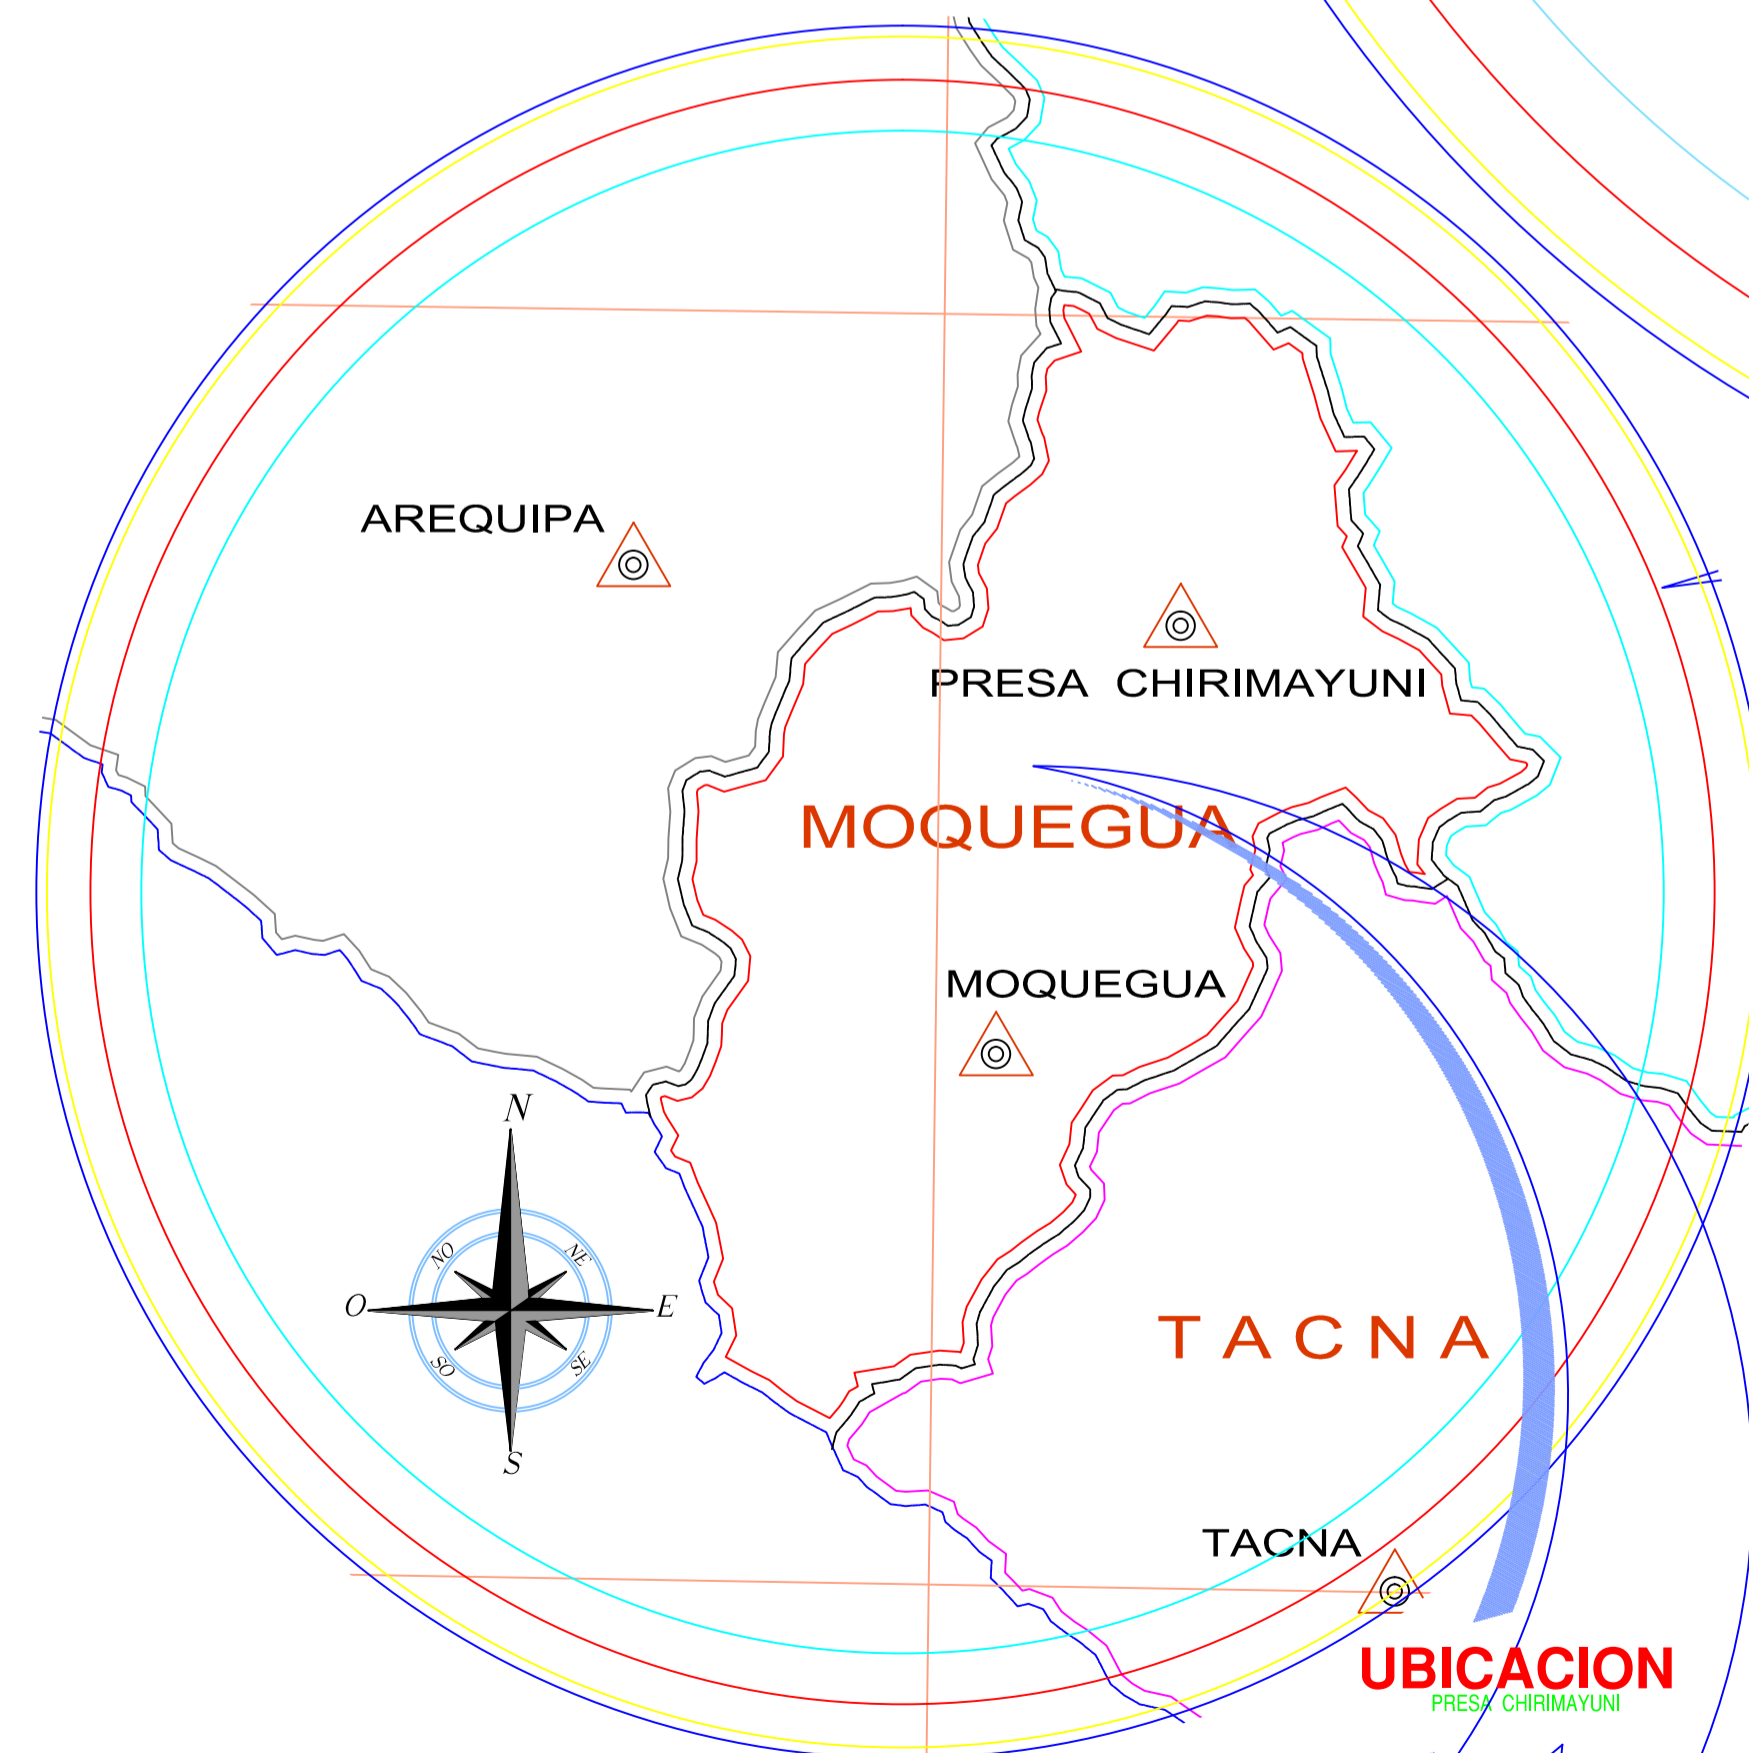 AREQUIPA
PRESA CHIRIMAYUNI
MOQUEGUA
MOQUEGUA
N
NO NE
O E
SO SE
S
TACNA
TACNA
UBICACION
PRESA CHIRIMAYUNI